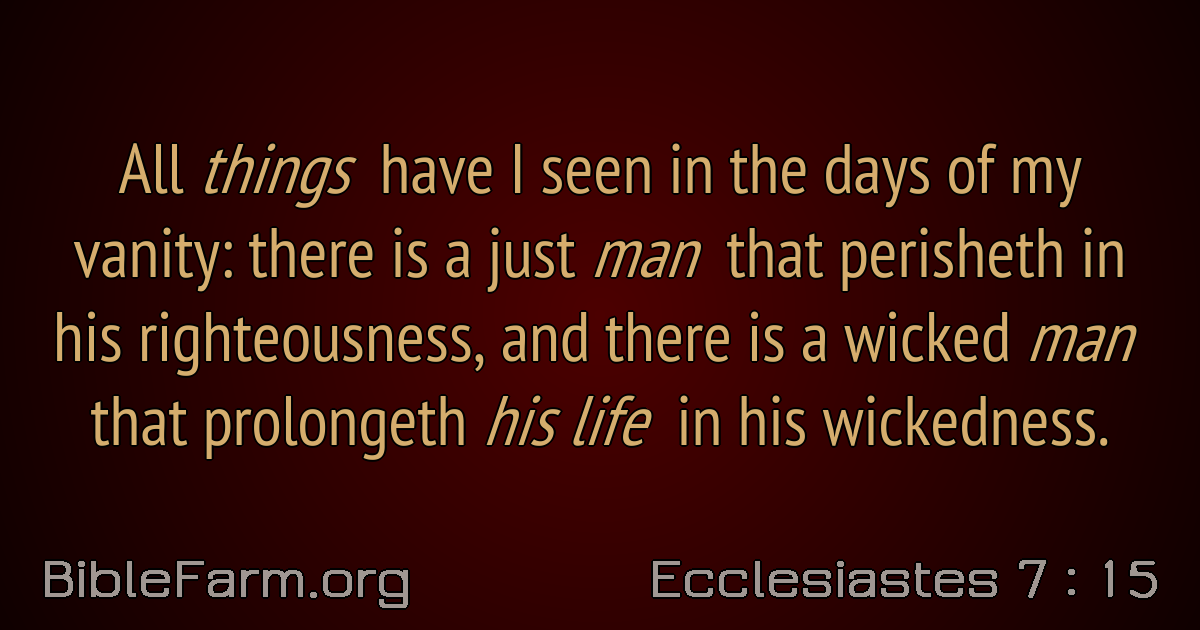 All things have I seen in the days of my
vanity: there is a just man that perisheth in
his righteousness, and there is a wicked man
that prolongeth his life in his wickedness.
BibleFarm.org
Ecclesiastes 7 : 15